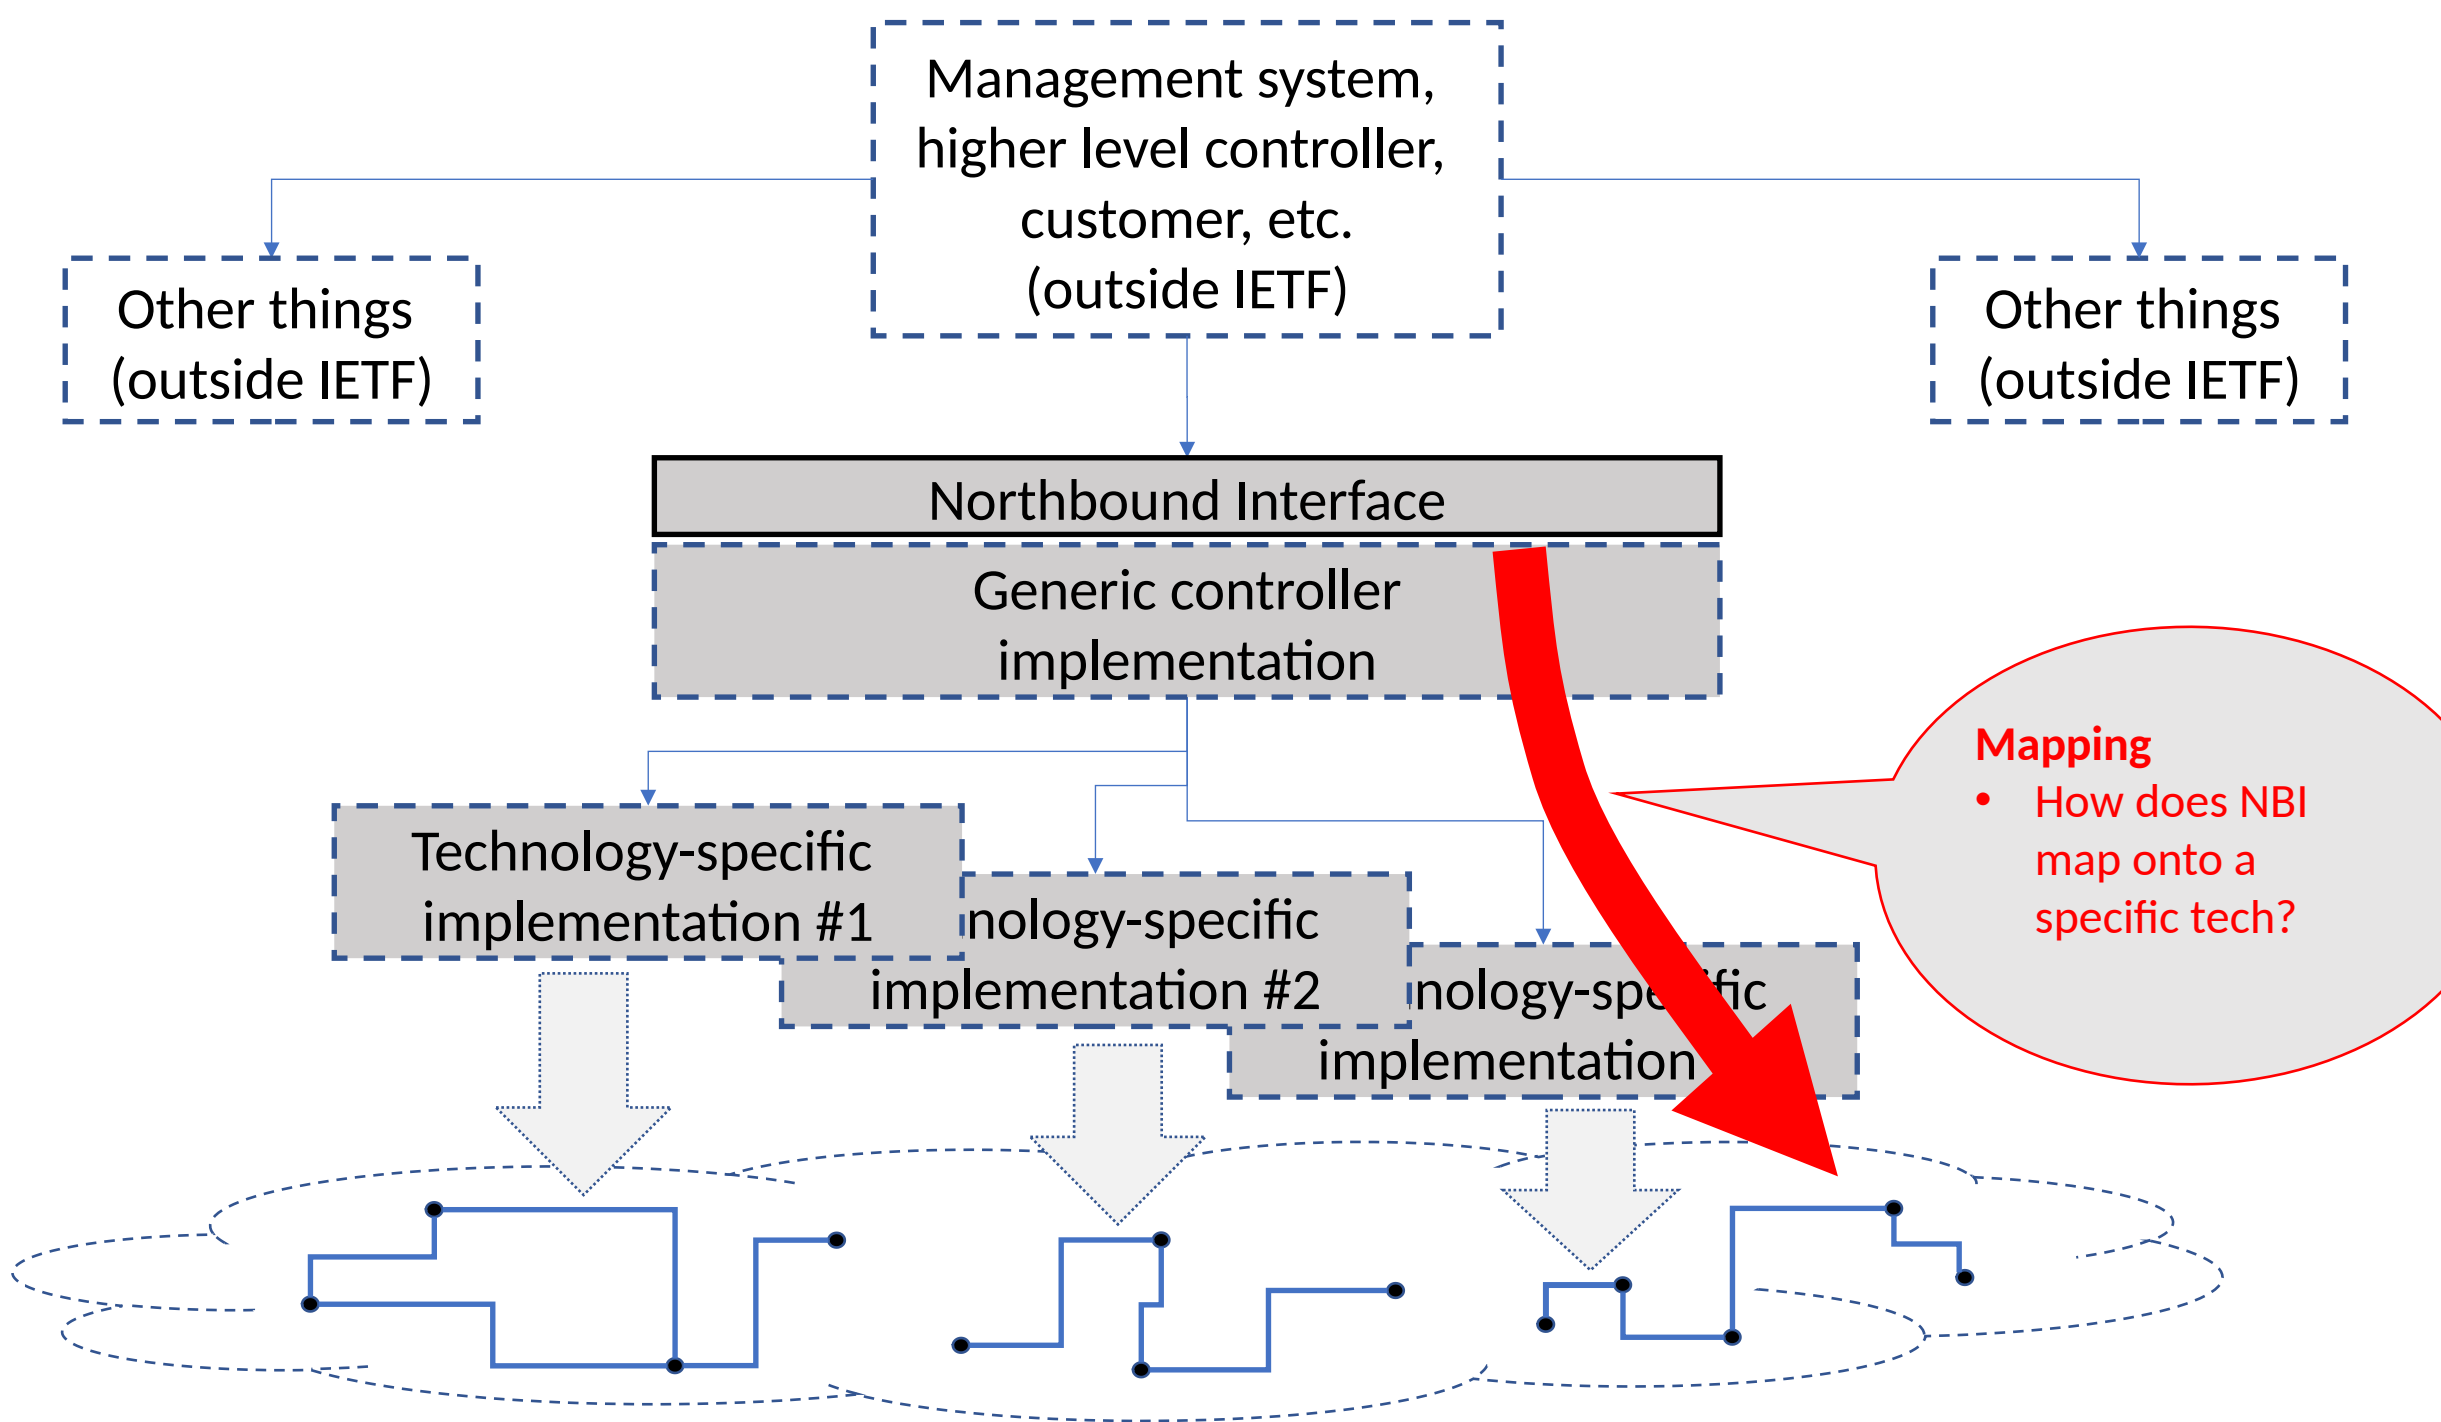 Management system,
higher level controller,
customer, etc.
(outside IETF)
Other things
(outside IETF)
Other things
(outside IETF)
Northbound Interface
Generic controller
implementation
Mapping
• How does NBI
map onto a
specific tech?
Technology-specific
implementation #1
nology-specific
implementation #2
implementation